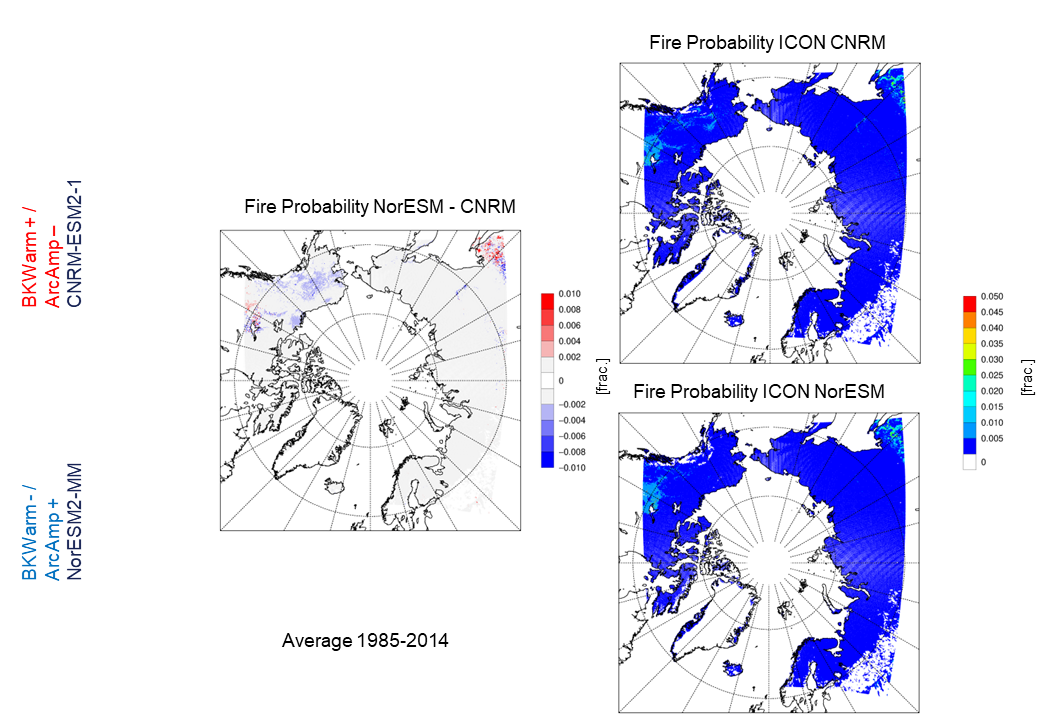 Fire Probability ICON CNRM
BKWarm + /
ArcAmp –
CNRM-ESM2-1
Fire Probability NorESM - CNRM
0.010
0.008
0.006
0.004
0.002
0
−0.002
−0.004
−0.006
−0.008
−0.010
[frac.]
0.050
0.045
0.040
0.035
0.030
0.025
0.020
0.015
0.010
0.005
0
[frac.]
Fire Probability ICON NorESM
BKWarm - /
ArcAmp +
NorESM2-MM
Average 1985-2014